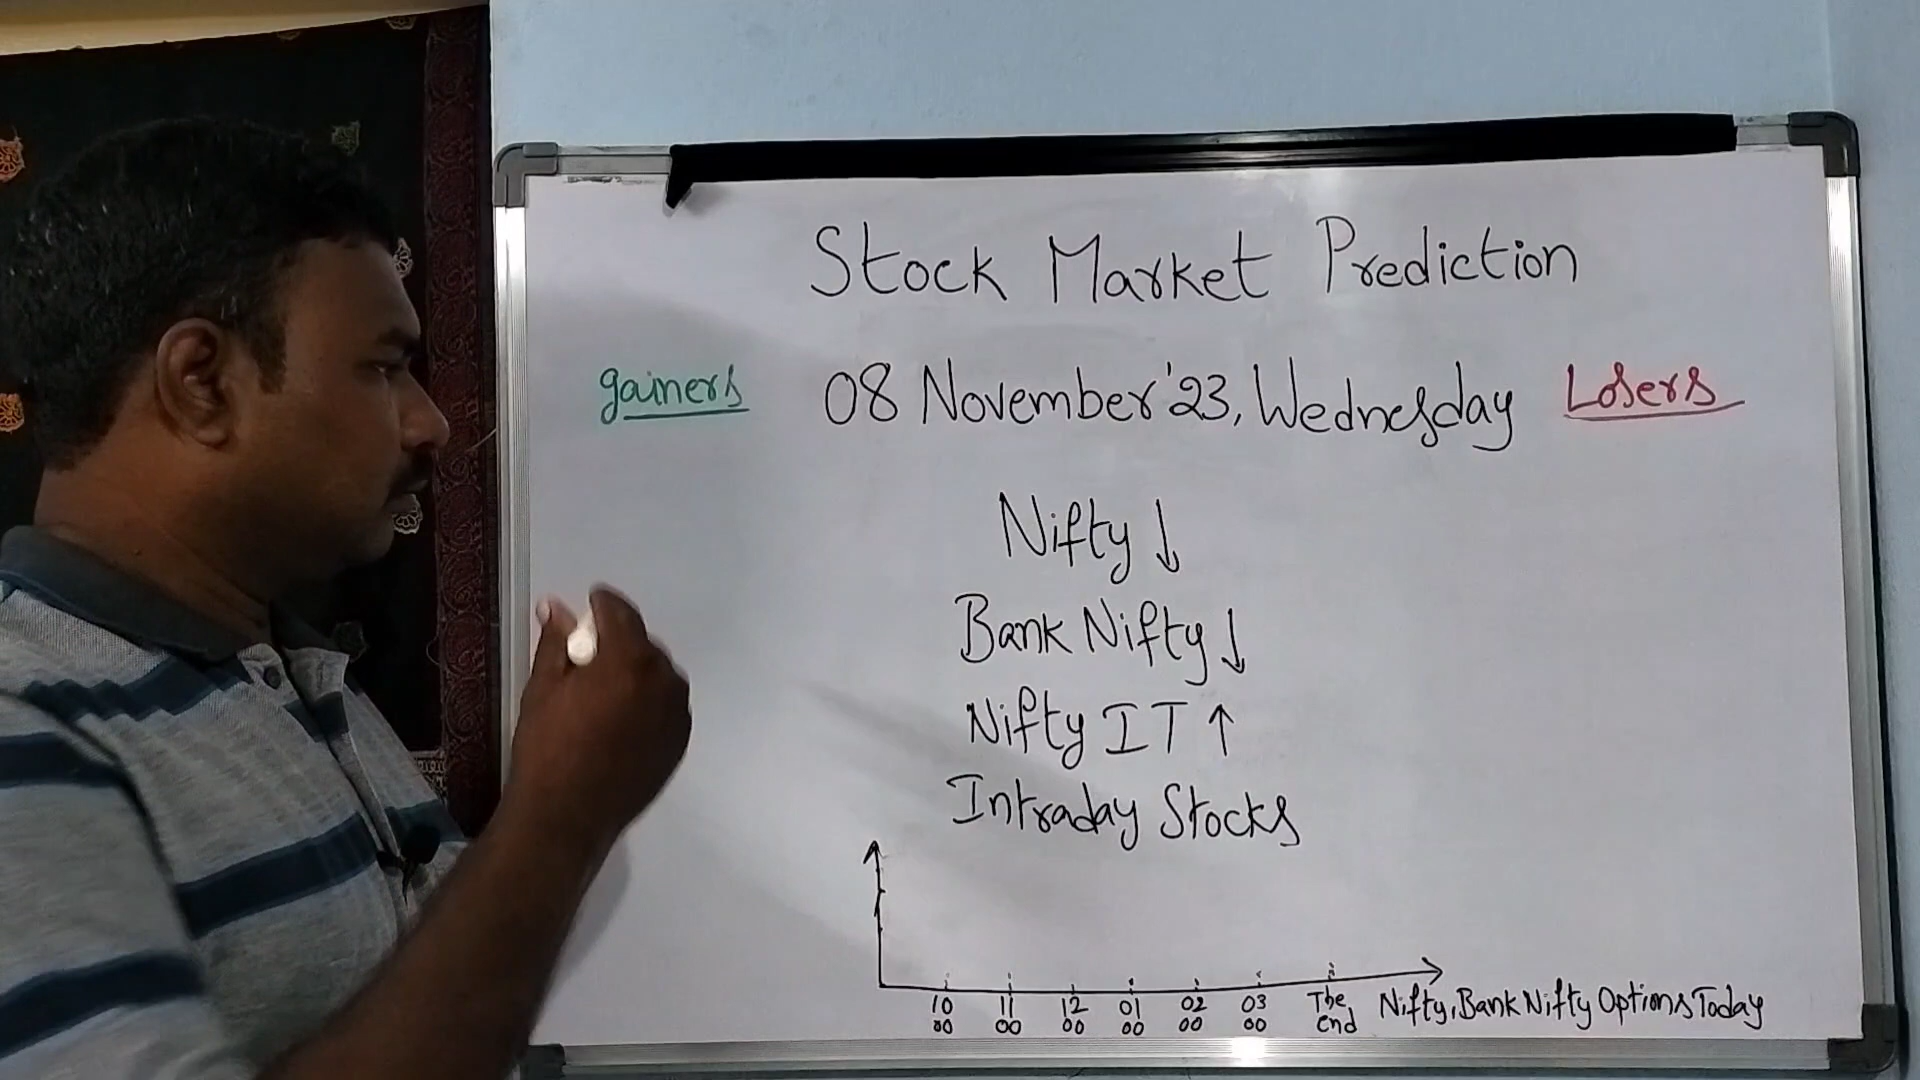 Stock Market Prediction
gainers 08 November'23, Wednesday Losers
Nifty ↓
Bank Nifty ↓
Nifty IT ↑
Intraday Stocks
10 11 12 01 02 03 The
00 00 00 00 00 00 end
Nifty, Bank Nifty Options Today